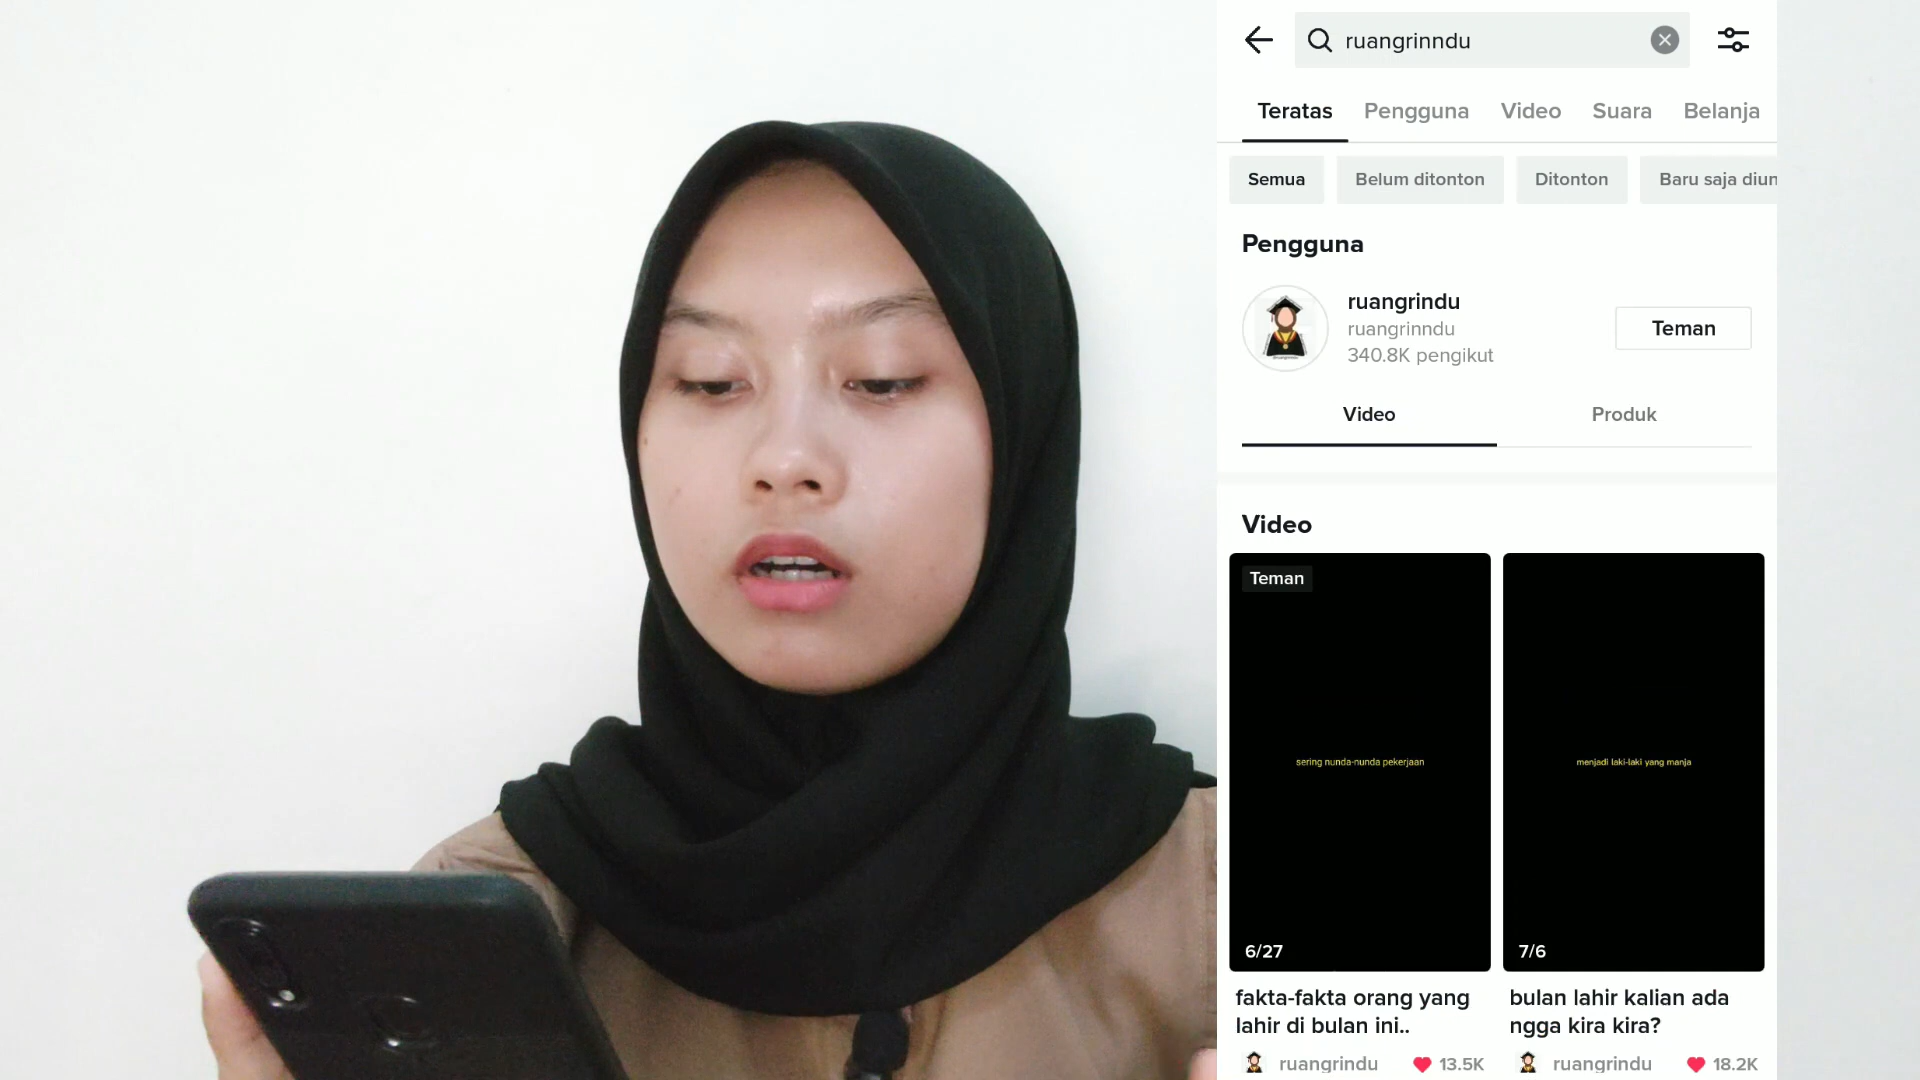 ruangrinndu
Teratas Pengguna Video Suara Belanja
Semua Belum ditonton Ditonton Baru saja diun
Pengguna
ruangrindu
ruangrinndu
340.8K pengikut
Teman
Video Produk
Video
Teman
sering nunda-nunda pekerjaan
6/27
menjadi laki-laki yang manja
7/6
fakta-fakta orang yang
lahir di bulan ini..
ruangrindu 13.5K
bulan lahir kalian ada
ngga kira kira?
ruangrindu 18.2K